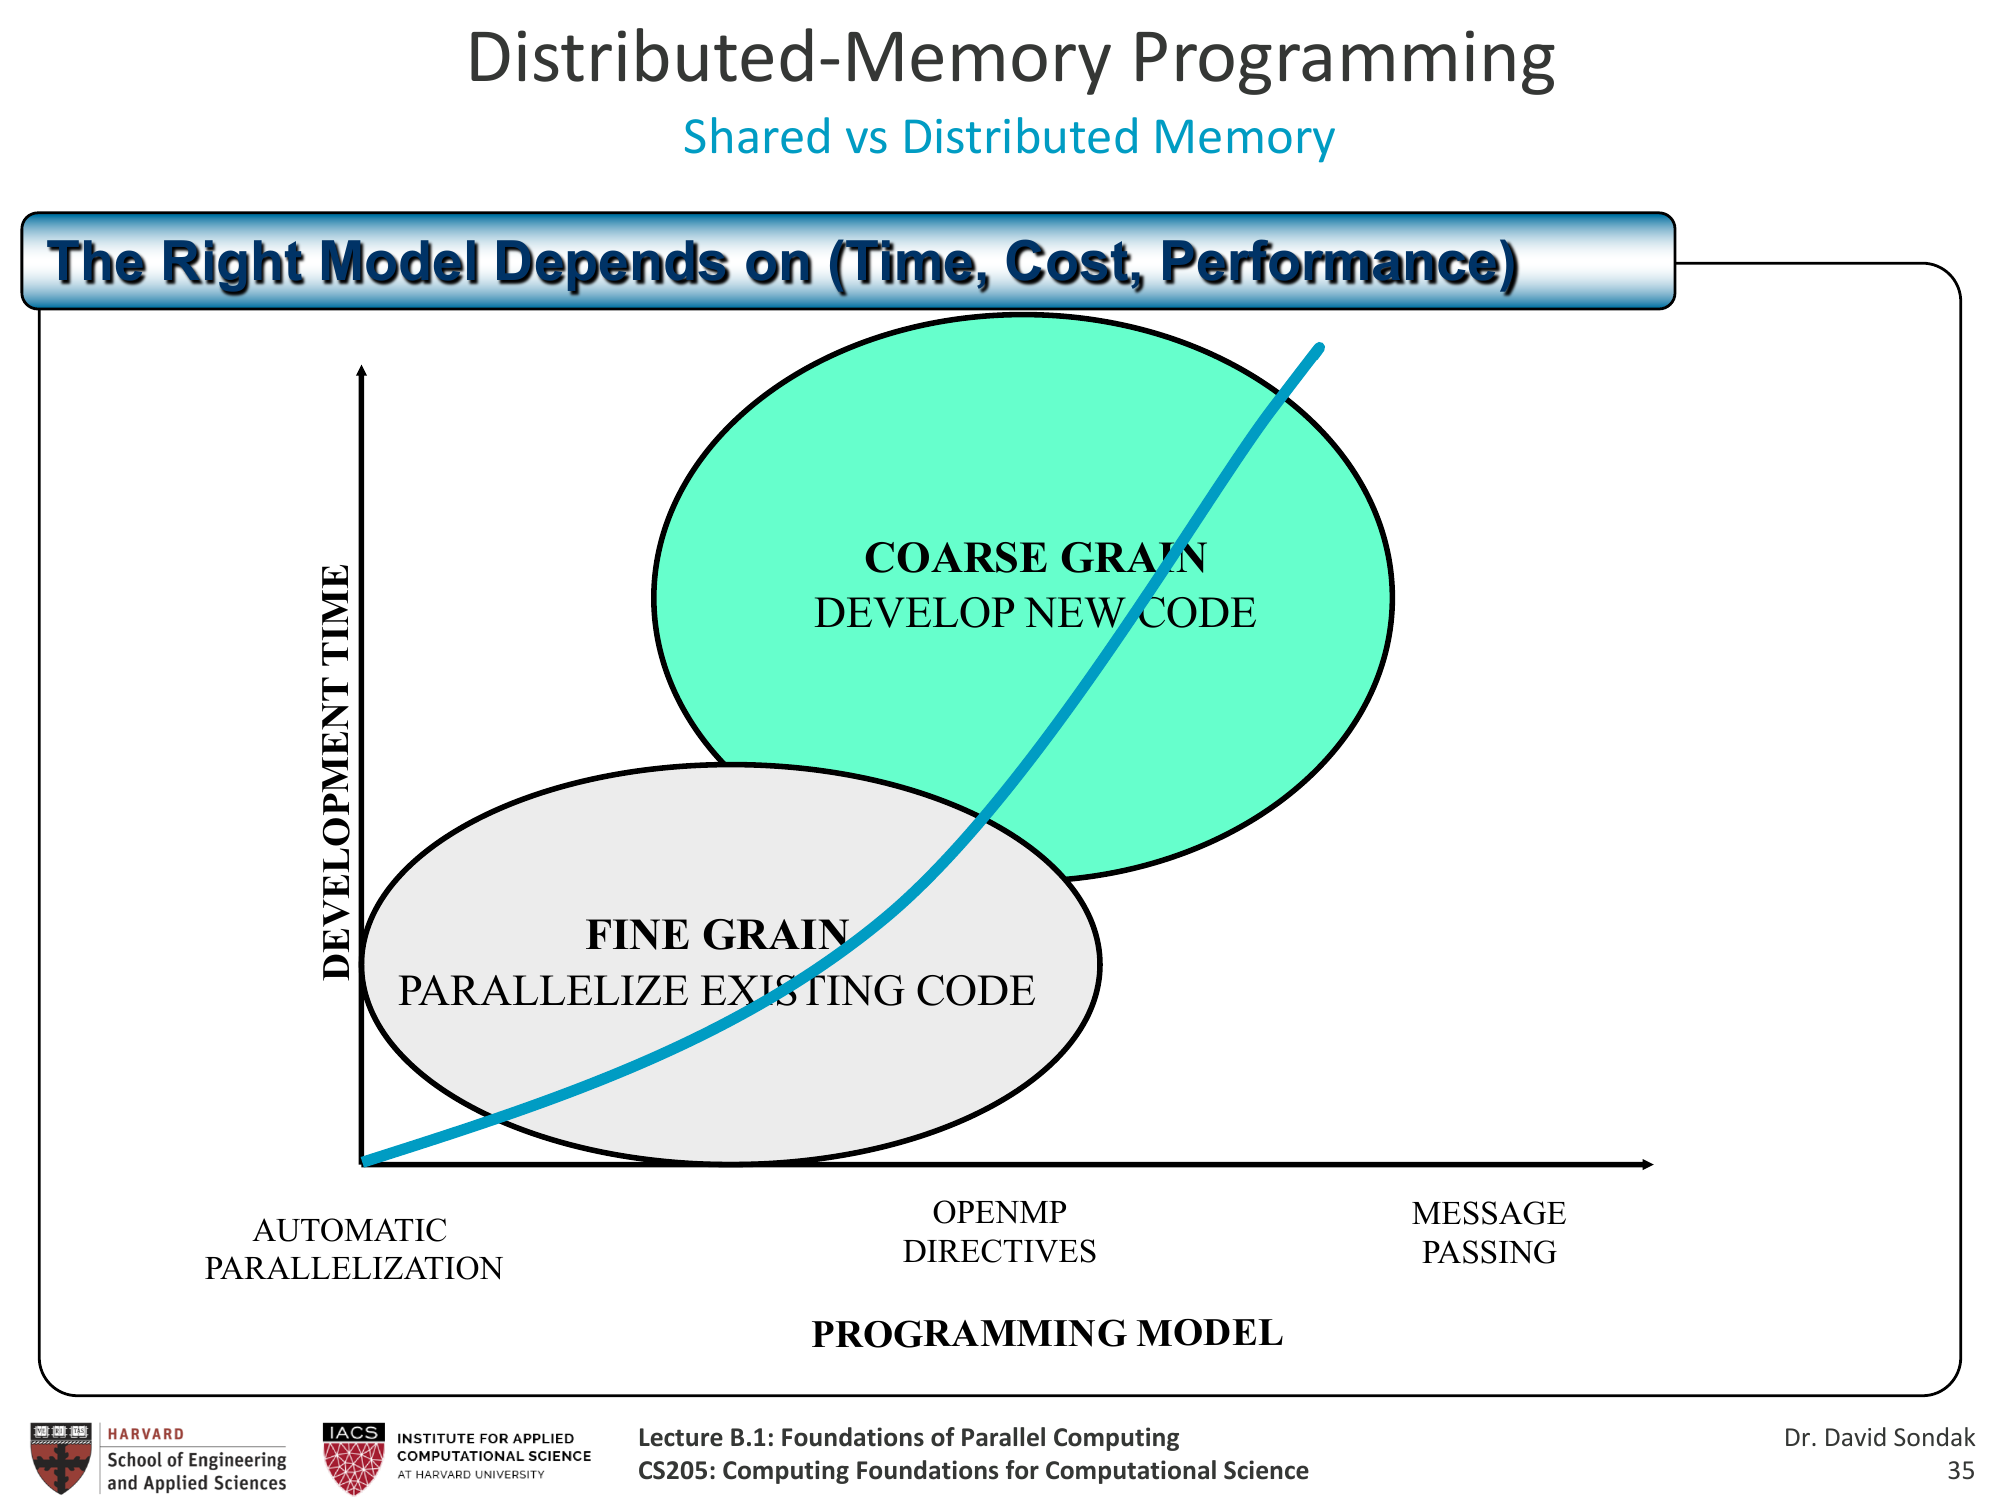 Distributed-Memory Programming
Shared vs Distributed Memory
The Right Model Depends on (Time, Cost, Performance)
DEVELOPMENT TIME
COARSE GRAIN
DEVELOP NEW CODE
FINE GRAIN
PARALLELIZE EXISTING CODE
AUTOMATIC
PARALLELIZATION
OPENMP
DIRECTIVES
MESSAGE
PASSING
PROGRAMMING MODEL
HARVARD
School of Engineering
and Applied Sciences
IACS
INSTITUTE FOR APPLIED
COMPUTATIONAL SCIENCE
AT HARVARD UNIVERSITY
Lecture B.1: Foundations of Parallel Computing
CS205: Computing Foundations for Computational Science
Dr. David Sondak
35